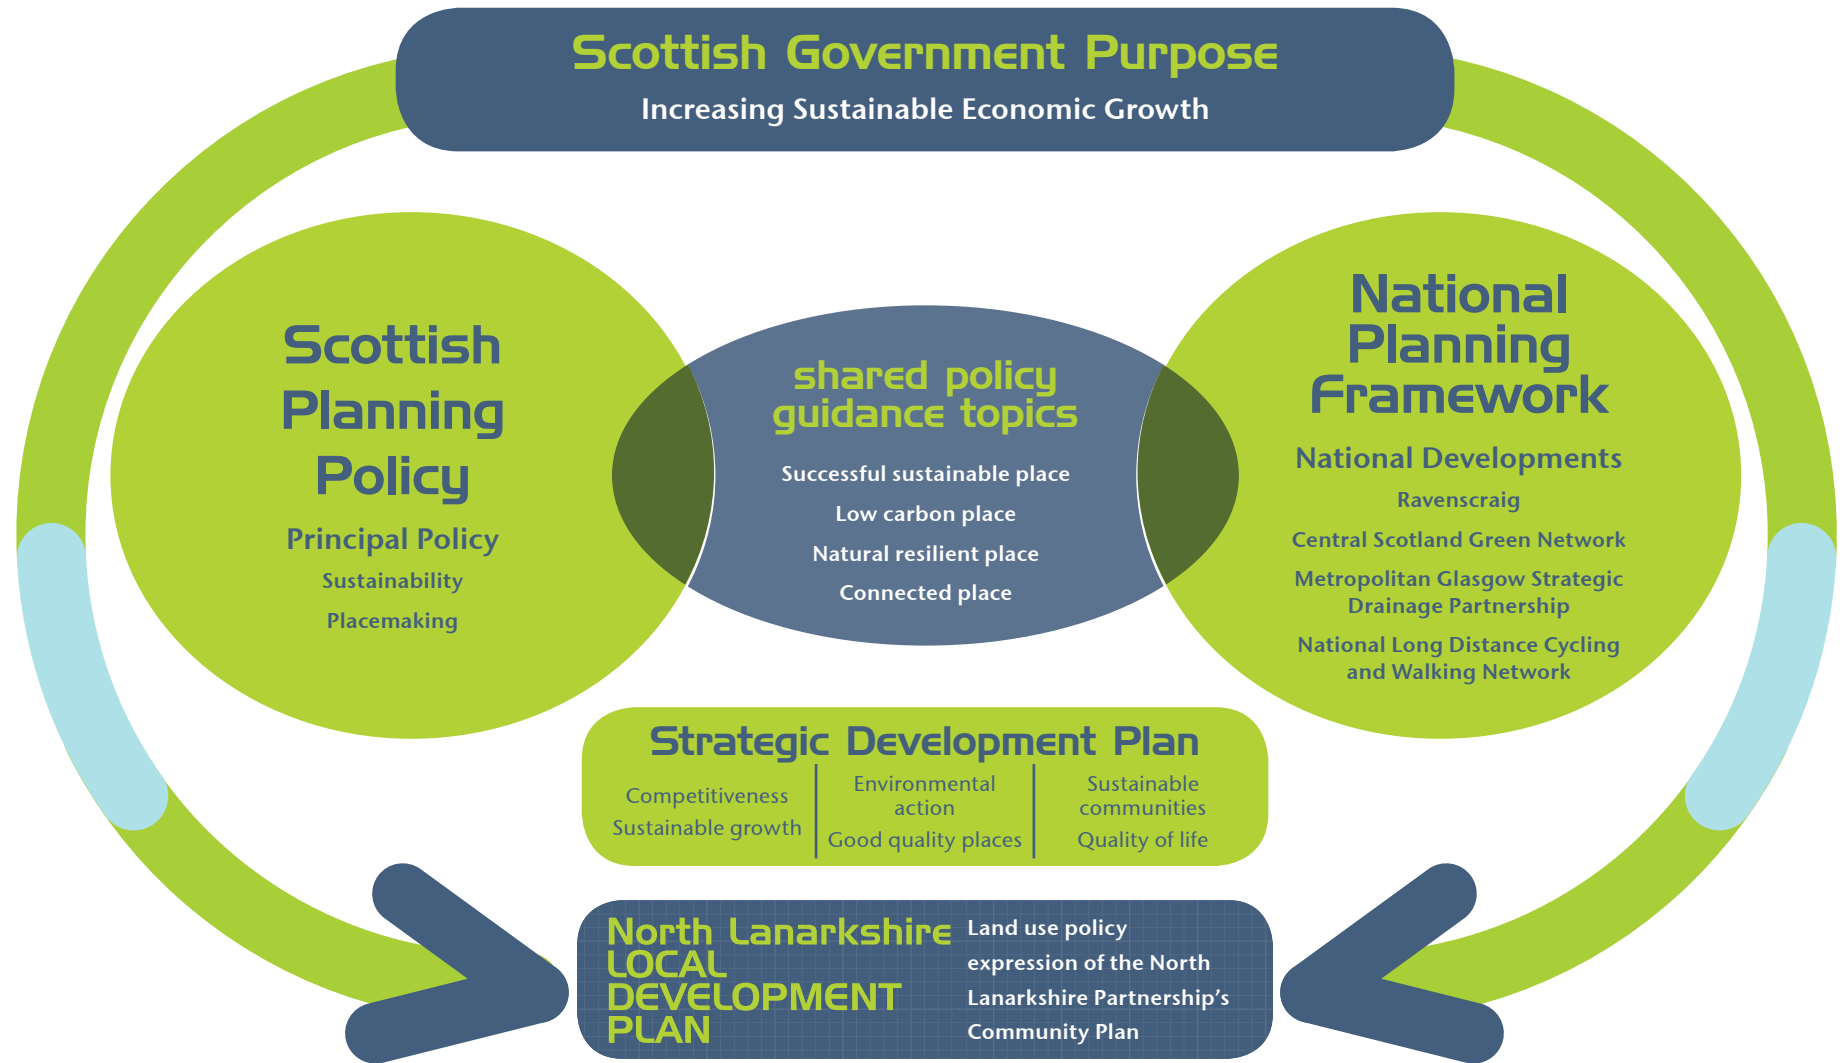 Scottish Government Purpose
Increasing Sustainable Economic Growth
Scottish
Planning
Policy
Principal Policy
Sustainability
Placemaking
shared policy
guidance topics
Successful sustainable place
Low carbon place
Natural resilient place
Connected place
National
Planning
Framework
National Developments
Ravenscraig
Central Scotland Green Network
Metropolitan Glasgow Strategic
Drainage Partnership
National Long Distance Cycling
and Walking Network
Strategic Development Plan
Competitiveness
Sustainable growth
Environmental
action
Good quality places
Sustainable
communities
Quality of life
North Lanarkshire
LOCAL
DEVELOPMENT
PLAN
Land use policy
expression of the North
Lanarkshire Partnership’s
Community Plan